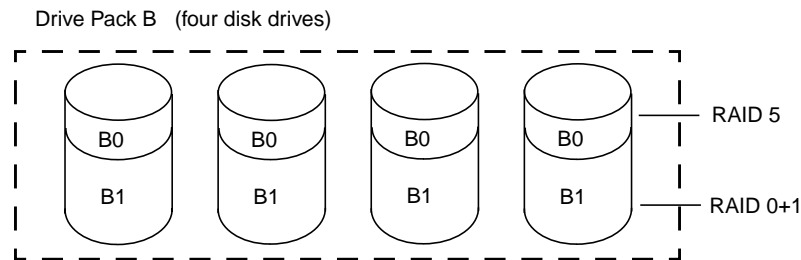 Drive Pack B (four disk drives)
B0 B0 B0 B0 RAID 5
B1 B1 B1 B1 RAID 0+1